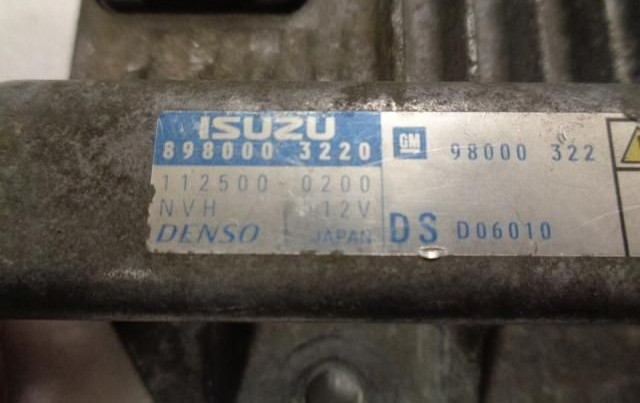 ISUZU
898000 3220
GM 98000 322
112500-0200
NVH 12V
DENSO JAPAN
DS D06010